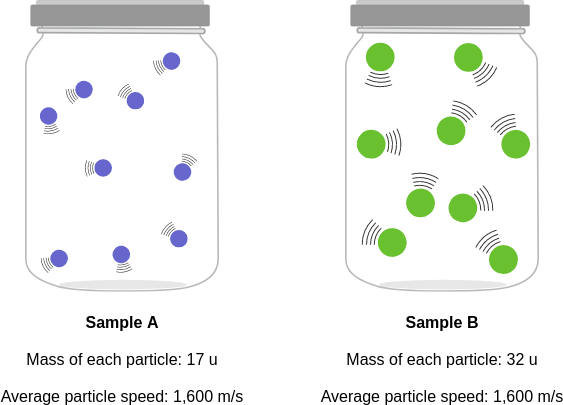 Sample A
Sample B
Mass of each particle: 17 u
Mass of each particle: 32 u
Average particle speed: 1,600 m/s
Average particle speed: 1,600 m/s